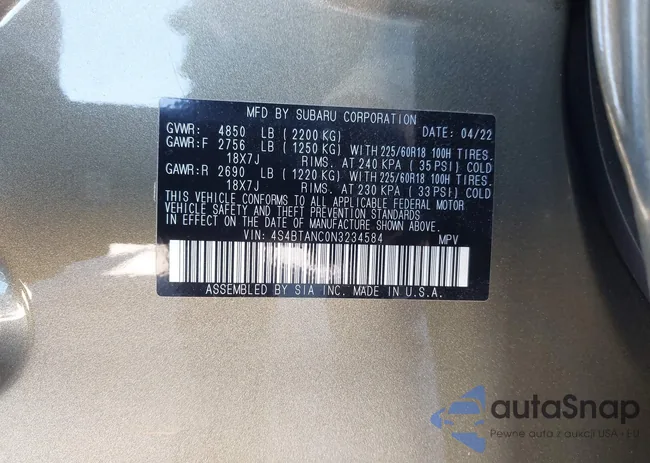 MFD BY SUBARU CORPORATION
GVWR: 4850 LB (2200 KG) DATE: 04/22
GAWR:F 2756 LB (1250 KG) WITH 225/60R18 100H TIRES.
18X7J RIMS. AT 240 KPA (35 PSI) COLD
GAWR:R 2690 LB (1220 KG) WITH 225/60R18 100H TIRES.
18X7J RIMS. AT 230 KPA (33 PSI) COLD
THIS VEHICLE CONFORMS TO ALL APPLICABLE FEDERAL MOTOR
VEHICLE SAFETY AND THEFT PREVENTION STANDARDS
IN EFFECT ON THE DATE OF MANUFACTURE SHOWN ABOVE.
VIN: 4S4BTANC0N3234584 MPV
ASSEMBLED BY SIA INC. MADE IN U.S.A.
autaSnap
Pewne auta z aukcji USA - EU